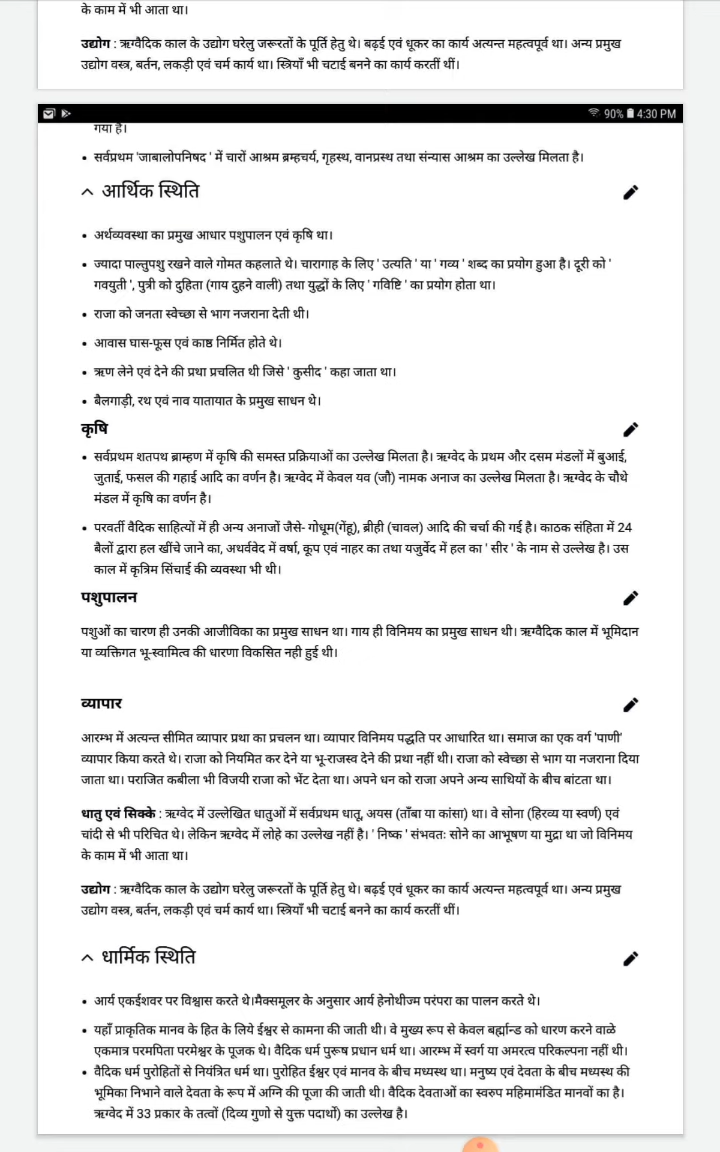 के काम में भी आता था।
उद्योग : ऋग्वैदिक काल के उद्योग घरेलु जरूरतों के पूर्ति हेतु थे। बढ़ई एवं धूकर का कार्य अत्यन्त महत्वपूर्ण था। अन्य प्रमुख
उद्योग वस्त्र, बर्तन, लकड़ी एवं चर्म कार्य था। स्त्रियाँ भी चटाई बनने का कार्य करतीं थीं।
90% 4:30 PM
गया है।
• सर्वप्रथम 'जाबालोपनिषद ' में चारों आश्रम ब्रम्हचर्य, गृहस्थ, वानप्रस्थ तथा संन्यास आश्रम का उल्लेख मिलता है।
आर्थिक स्थिति
• अर्थव्यवस्था का प्रमुख आधार पशुपालन एवं कृषि था।
• ज्यादा पाल्तुपशु रखने वाले गोमत कहलाते थे। चारागाह के लिए ' उत्यति ' या ' गव्य ' शब्द का प्रयोग हुआ है। दूरी को '
गवयुती ', पुत्री को दुहिता (गाय दुहने वाली) तथा युद्धों के लिए ' गविष्टि ' का प्रयोग होता था।
• राजा को जनता स्वेच्छा से भाग नजराना देती थी।
• आवास घास-फूस एवं काष्ठ निर्मित होते थे।
• ऋण लेने एवं देने की प्रथा प्रचलित थी जिसे ' कुसीद ' कहा जाता था।
• बैलगाड़ी, रथ एवं नाव यातायात के प्रमुख साधन थे।
कृषि
• सर्वप्रथम शतपथ ब्राम्हण में कृषि की समस्त प्रक्रियाओं का उल्लेख मिलता है। ऋग्वेद के प्रथम और दसम मंडलों में बुआई,
जुताई, फसल की गहाई आदि का वर्णन है। ऋग्वेद में केवल यव (जौ) नामक अनाज का उल्लेख मिलता है। ऋग्वेद के चौथे
मंडल में कृषि का वर्णन है।
• परवर्ती वैदिक साहित्यों में ही अन्य अनाजों जैसे- गोधूम(गेंहू), ब्रीही (चावल) आदि की चर्चा की गई है। काठक संहिता में 24
बैलों द्वारा हल खींचे जाने का, अथर्ववेद में वर्षा, कूप एवं नाहर का तथा यजुर्वेद में हल का ' सीर ' के नाम से उल्लेख है। उस
काल में कृत्रिम सिंचाई की व्यवस्था भी थी।
पशुपालन
पशुओं का चारण ही उनकी आजीविका का प्रमुख साधन था। गाय ही विनिमय का प्रमुख साधन थी। ऋग्वैदिक काल में भूमिदान
या व्यक्तिगत भू-स्वामित्व की धारणा विकसित नही हुई थी।
व्यापार
आरम्भ में अत्यन्त सीमित व्यापार प्रथा का प्रचलन था। व्यापार विनिमय पद्धति पर आधारित था। समाज का एक वर्ग 'पाणी'
व्यापार किया करते थे। राजा को नियमित कर देने या भू-राजस्व देने की प्रथा नहीं थी। राजा को स्वेच्छा से भाग या नजराना दिया
जाता था। पराजित कबीला भी विजयी राजा को भेंट देता था। अपने धन को राजा अपने अन्य साथियों के बीच बांटता था।
धातु एवं सिक्के : ऋग्वेद में उल्लेखित धातुओं में सर्वप्रथम धातू, अयस (ताँबा या कांसा) था। वे सोना (हिरव्य या स्वर्ण) एवं
चांदी से भी परिचित थे। लेकिन ऋग्वेद में लोहे का उल्लेख नहीं है। ' निष्क ' संभवतः सोने का आभूषण या मुद्रा था जो विनिमय
के काम में भी आता था।
उद्योग : ऋग्वैदिक काल के उद्योग घरेलु जरूरतों के पूर्ति हेतु थे। बढ़ई एवं धूकर का कार्य अत्यन्त महत्वपूर्ण था। अन्य प्रमुख
उद्योग वस्त्र, बर्तन, लकड़ी एवं चर्म कार्य था। स्त्रियाँ भी चटाई बनने का कार्य करतीं थीं।
धार्मिक स्थिति
• आर्य एकईशवर पर विश्वास करते थे।मैक्समूलर के अनुसार आर्य हेनोथीज्म परंपरा का पालन करते थे।
• यहाँ प्राकृतिक मानव के हित के लिये ईश्वर से कामना की जाती थी। वे मुख्य रूप से केवल बर्ह्मान्ड को धारण करने वाळे
एकमात्र परमपिता परमेश्वर के पूजक थे। वैदिक धर्म पुरूष प्रधान धर्म था। आरम्भ में स्वर्ग या अमरत्व परिकल्पना नहीं थी।
• वैदिक धर्म पुरोहितों से नियंत्रित धर्म था। पुरोहित ईश्वर एवं मानव के बीच मध्यस्थ था। मनुष्य एवं देवता के बीच मध्यस्थ की
भूमिका निभाने वाले देवता के रूप में अग्नि की पूजा की जाती थी। वैदिक देवताओं का स्वरुप महिमामंडित मानवों का है।
ऋग्वेद में 33 प्रकार के तत्वों (दिव्य गुणो से युक्त पदार्थो) का उल्लेख है।